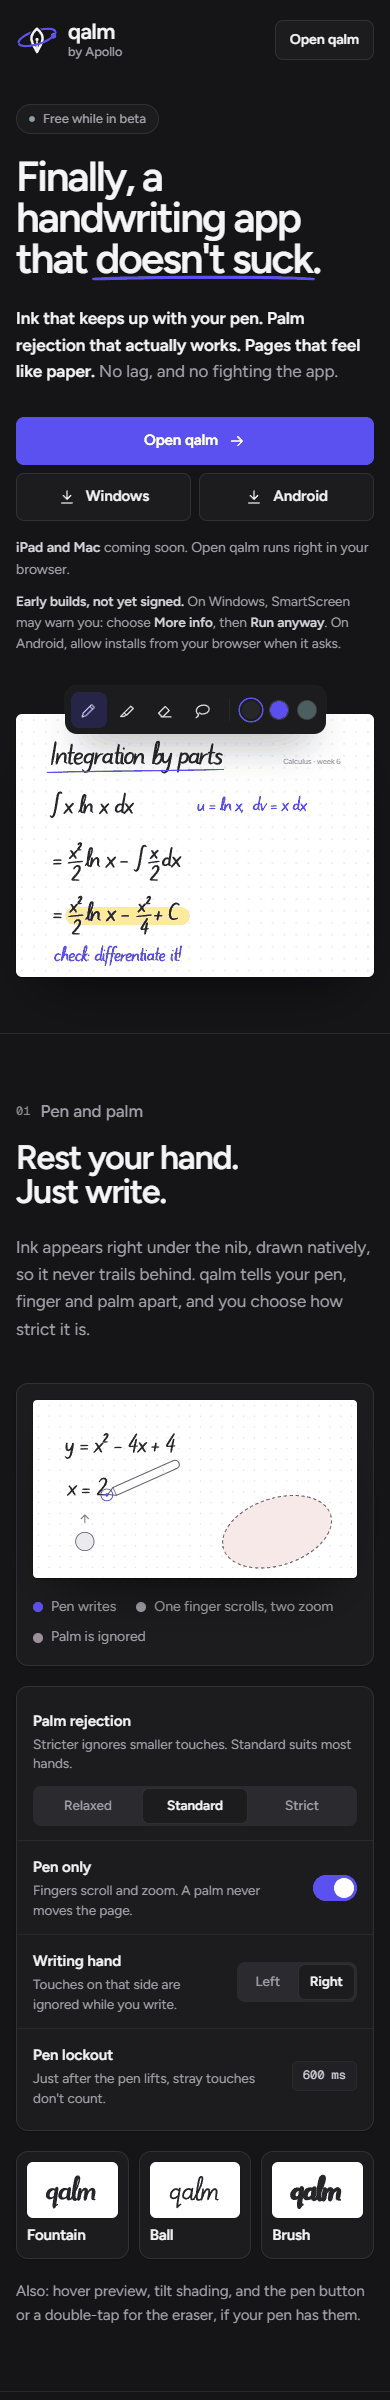 qalm
by Apollo
Open qalm
Free while in beta
Finally, a
handwriting app
that doesn't suck.
Ink that keeps up with your pen. Palm
rejection that actually works. Pages that feel
like paper. No lag, and no fighting the app.
Open qalm →
Windows
Android
iPad and Mac coming soon. Open qalm runs right in your
browser.
Early builds, not yet signed. On Windows, SmartScreen
may warn you: choose More info, then Run anyway. On
Android, allow installs from your browser when it asks.
Integration by parts
Calculus · week 6
∫ x ln x dx
u = ln x, dv = x dx
= x²/2 ln x − ∫ x/2 dx
= x²/2 ln x − x²/4 + C
check: differentiate it!
01 Pen and palm
Rest your hand.
Just write.
Ink appears right under the nib, drawn natively,
so it never trails behind. qalm tells your pen,
finger and palm apart, and you choose how
strict it is.
y = x² − 4x + 4
x = 2
Pen writes
One finger scrolls, two zoom
Palm is ignored
Palm rejection
Stricter ignores smaller touches. Standard suits most
hands.
Relaxed
Standard
Strict
Pen only
Fingers scroll and zoom. A palm never
moves the page.
Writing hand
Touches on that side are
ignored while you write.
Left
Right
Pen lockout
Just after the pen lifts, stray touches
don't count.
600 ms
qalm
qalm
qalm
Fountain
Ball
Brush
Also: hover preview, tilt shading, and the pen button
or a double-tap for the eraser, if your pen has them.